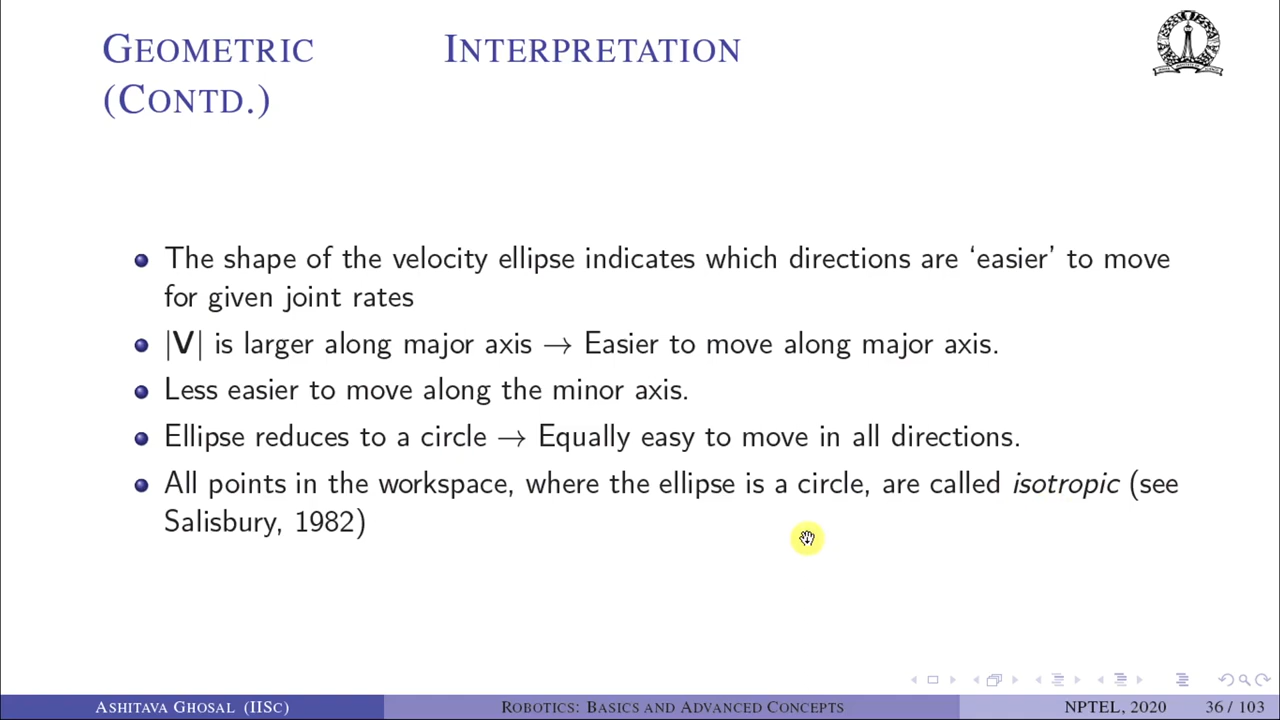 GEOMETRIC INTERPRETATION
(CONTD.)
The shape of the velocity ellipse indicates which directions are ‘easier’ to move
for given joint rates
|V| is larger along major axis → Easier to move along major axis.
Less easier to move along the minor axis.
Ellipse reduces to a circle → Equally easy to move in all directions.
All points in the workspace, where the ellipse is a circle, are called isotropic (see
Salisbury, 1982)
ASHITAVA GHOSAL (IISC) ROBOTICS: BASICS AND ADVANCED CONCEPTS NPTEL, 2020 36 / 103